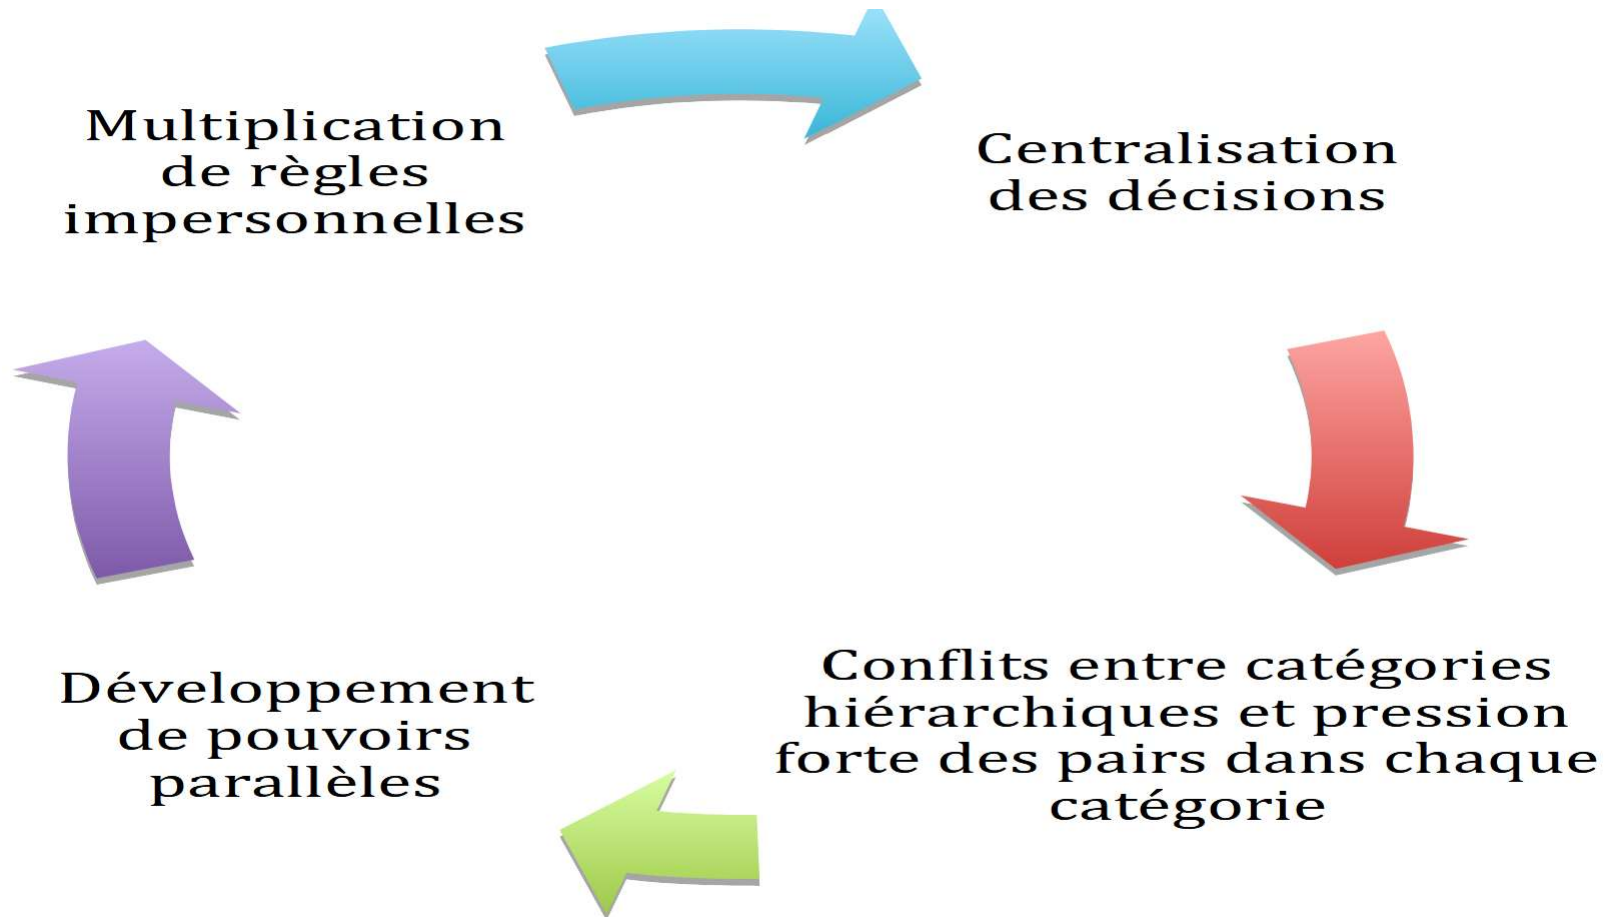 Multiplication
de règles
impersonnelles
Centralisation
des décisions
Conflits entre catégories
hiérarchiques et pression
forte des pairs dans chaque
catégorie
Développement
de pouvoirs
parallèles